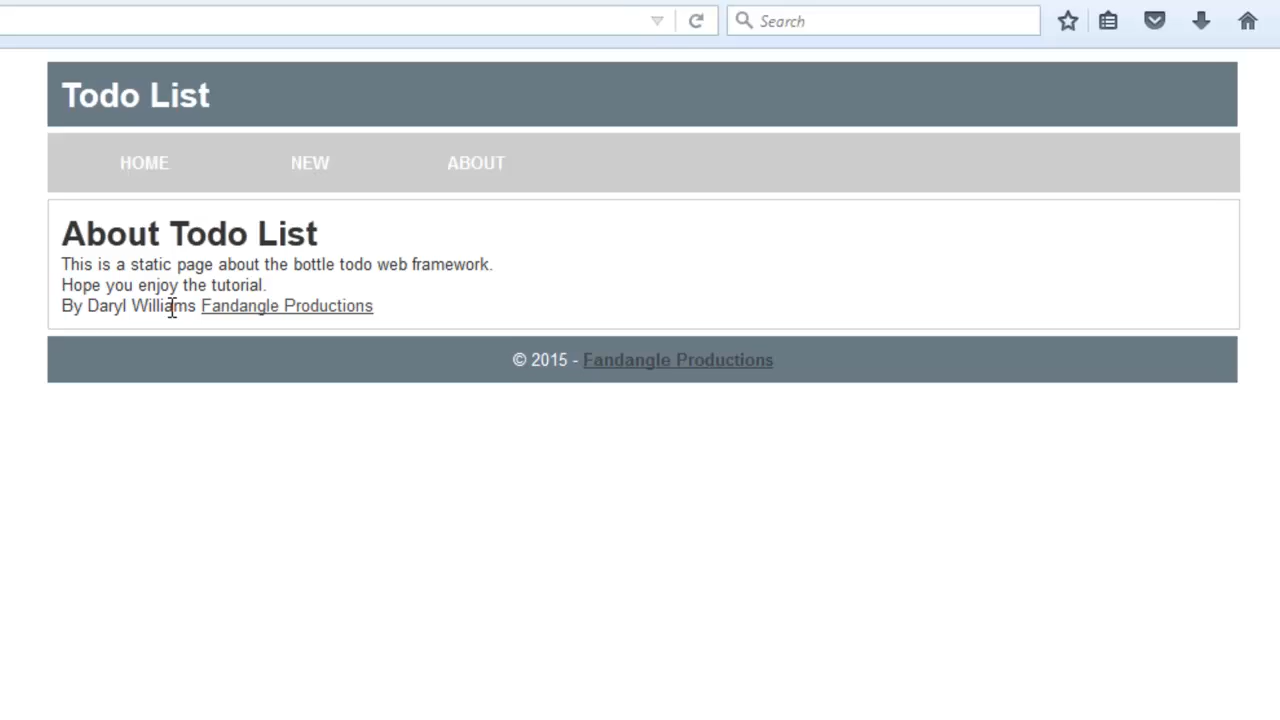 Search
Todo List
HOME NEW ABOUT
About Todo List
This is a static page about the bottle todo web framework.
Hope you enjoy the tutorial.
By Daryl Williams Fandangle Productions
© 2015 - Fandangle Productions